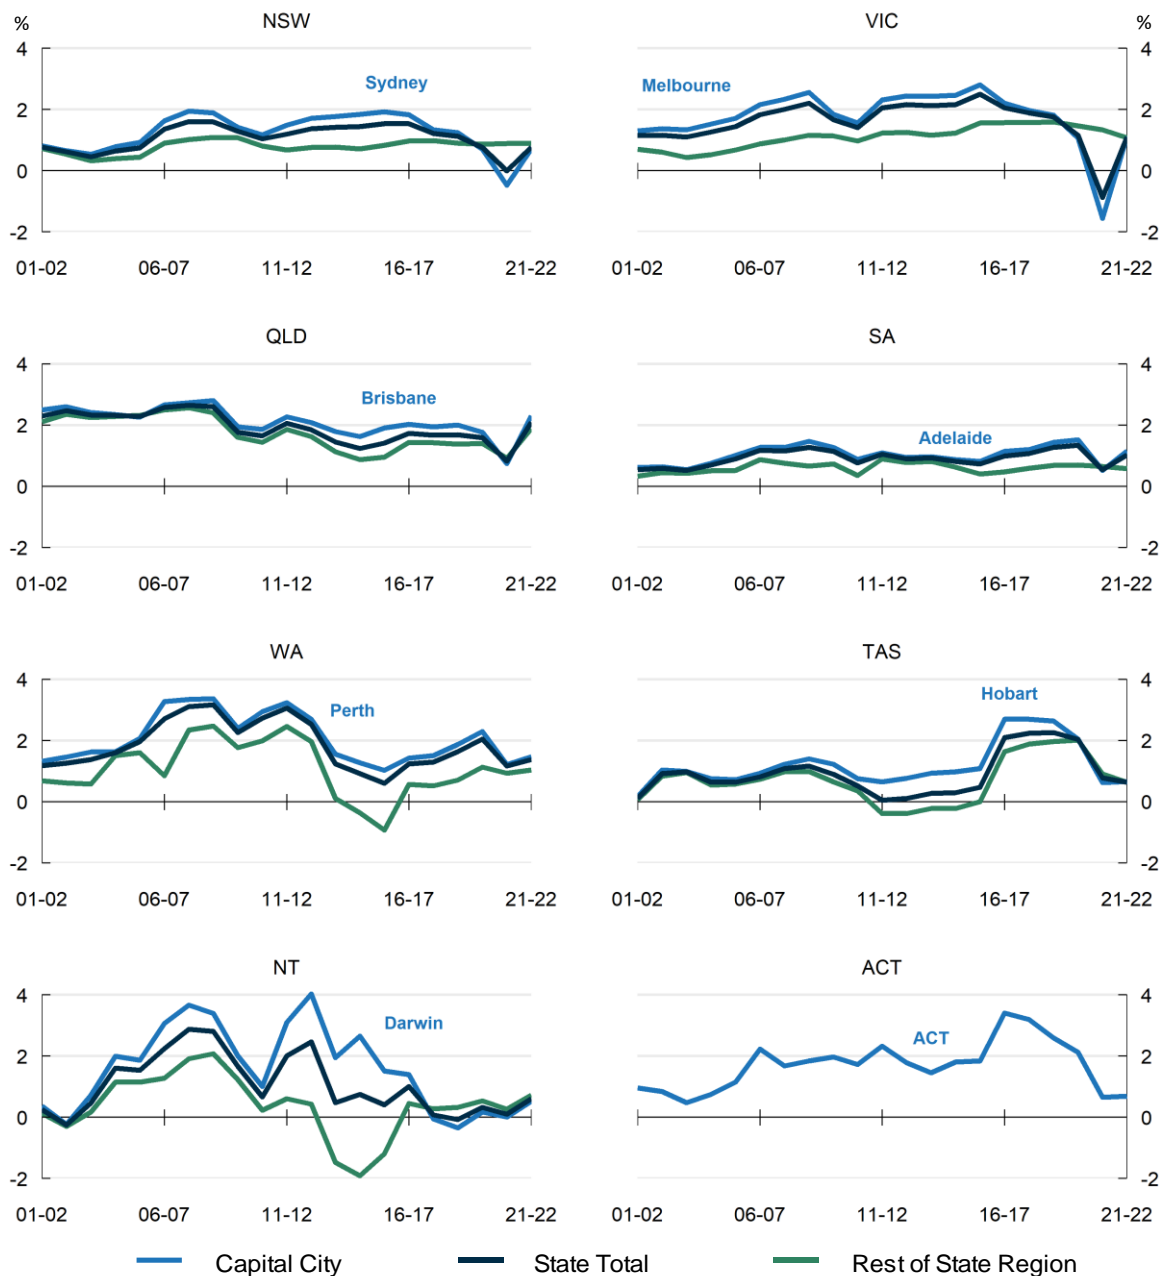 % NSW VIC %
4 4
Sydney Melbourne
2 2
0 0
-2 -2
01-02 06-07 11-12 16-17 01-02 06-07 11-12 16-17 21-22
QLD SA
4 4
Brisbane Adelaide
2 2
0 0
-2 -2
01-02 06-07 11-12 16-17 21-22 01-02 06-07 11-12 16-17 21-22
WA TAS
4 4
Perth Hobart
2 2
0 0
-2 -2
01-02 06-07 11-12 16-17 21-22 01-02 06-07 11-12 16-17 21-22
NT ACT
4 4
Darwin ACT
2 2
0 0
-2 -2
01-02 06-07 11-12 16-17 21-22 01-02 06-07 11-12 16-17 21-22
Capital City State Total Rest of State Region